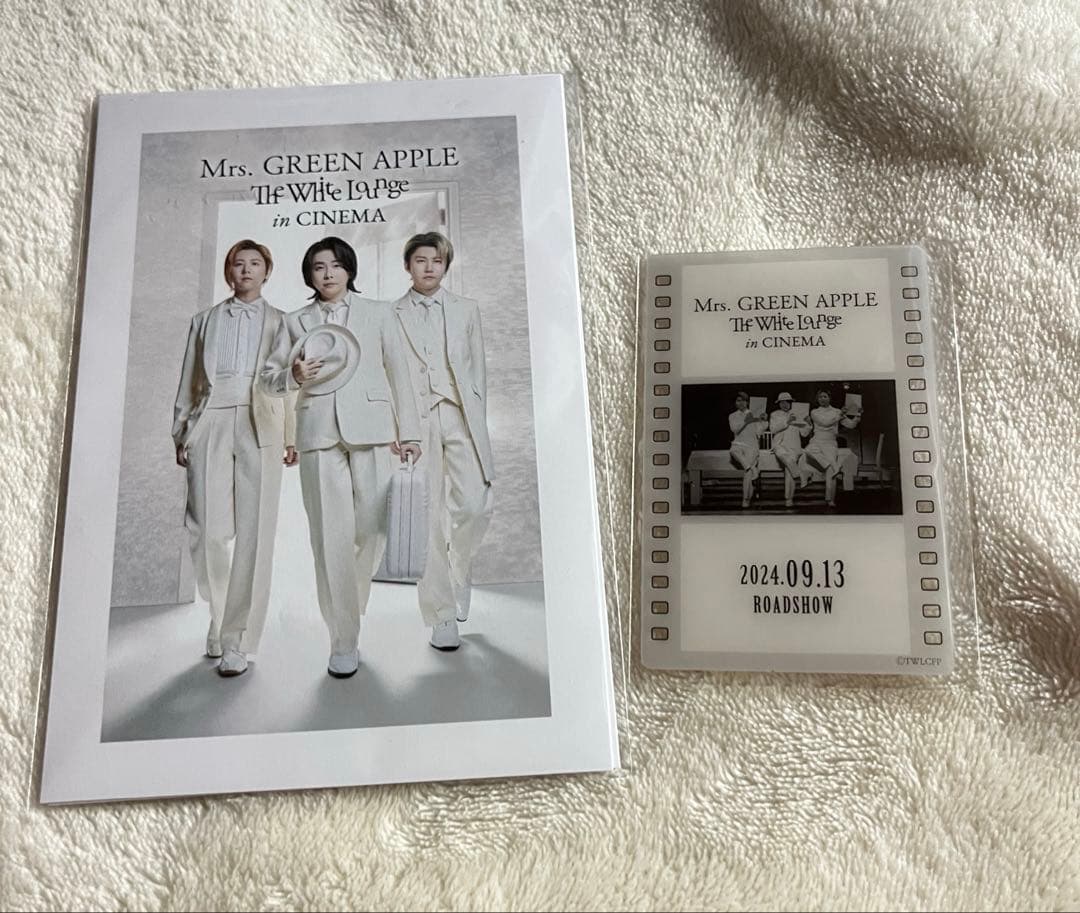 Mrs. GREEN APPLE
The White Lounge
in CINEMA
Mrs. GREEN APPLE
The White Lounge
in CINEMA
2024.09.13
ROADSHOW
©TWLCFP